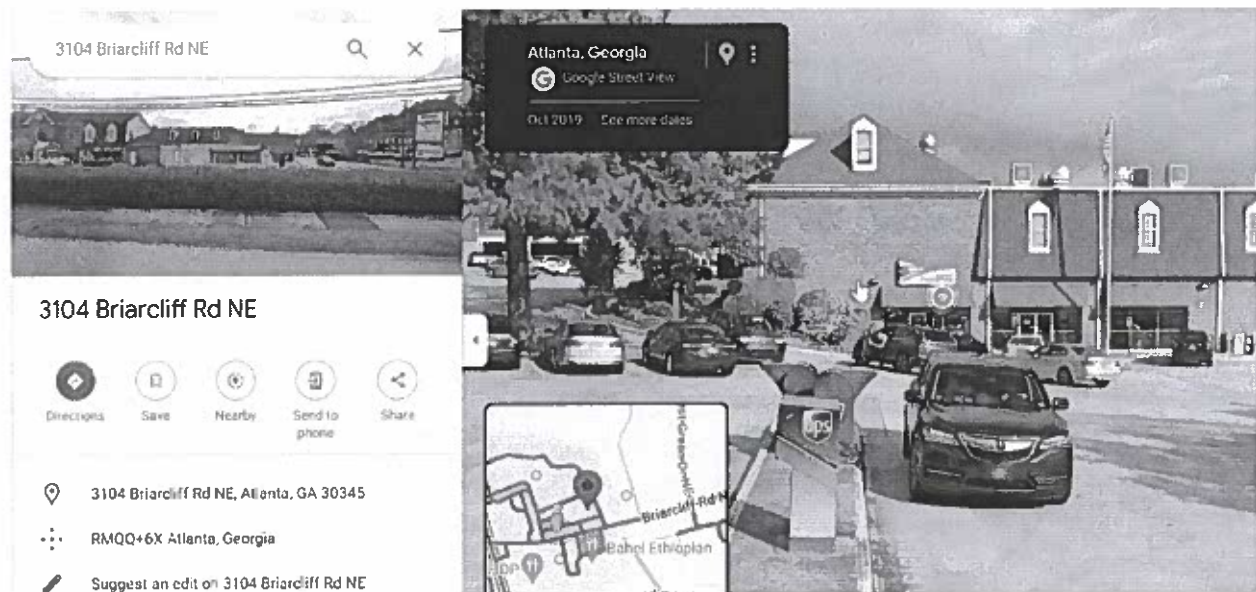 3104 Briarcliff Rd NE
3104 Briarcliff Rd NE
Directions
Save
Nearby
Send to
phone
Share
3104 Briarcliff Rd NE, Atlanta, GA 30345
RMQQ+6X Atlanta, Georgia
Suggest an edit on 3104 Briarcliff Rd NE
Atlanta, Georgia
Google Street View
Oct 2019 See more dates
ups
Briarcliff Rd N
Bahel Ethiopian
DP